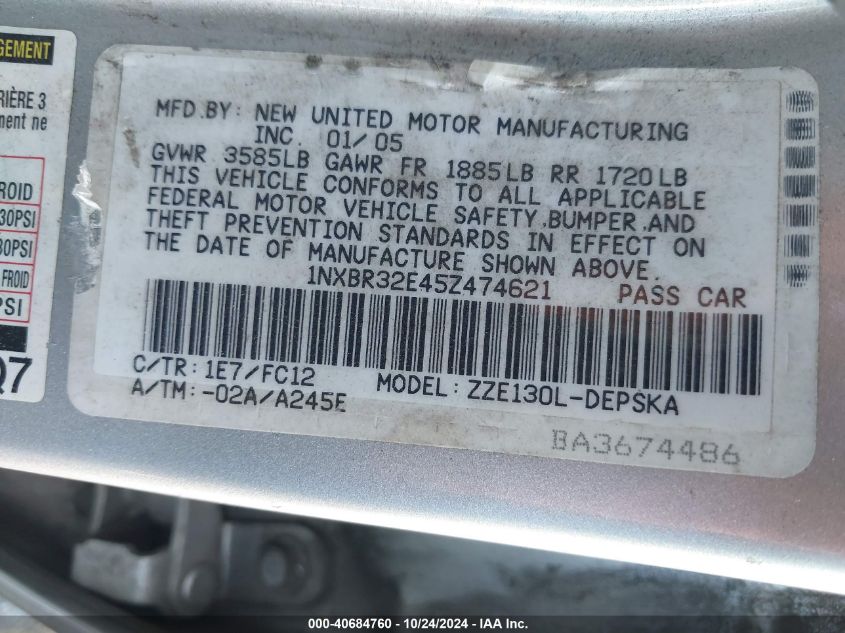 GEMENT
RIÈRE 3
ment ne
ROID
30PSI
30PSI
FROID
PSI
Q7
MFD.BY: NEW UNITED MOTOR MANUFACTURING
INC. 01/05
GVWR 3585LB GAWR FR 1885LB RR 1720LB
THIS VEHICLE CONFORMS TO ALL APPLICABLE
FEDERAL MOTOR VEHICLE SAFETY,BUMPER,AND
THEFT PREVENTION STANDARDS IN EFFECT ON
THE DATE OF MANUFACTURE SHOWN ABOVE.
1NXBR32E45Z474621 PASS CAR
C/TR: 1E7/FC12
A/TM: -02A/A245E
MODEL: ZZE130L-DEPSKA
BA3674486
000-40684760 - 10/24/2024 - IAA Inc.